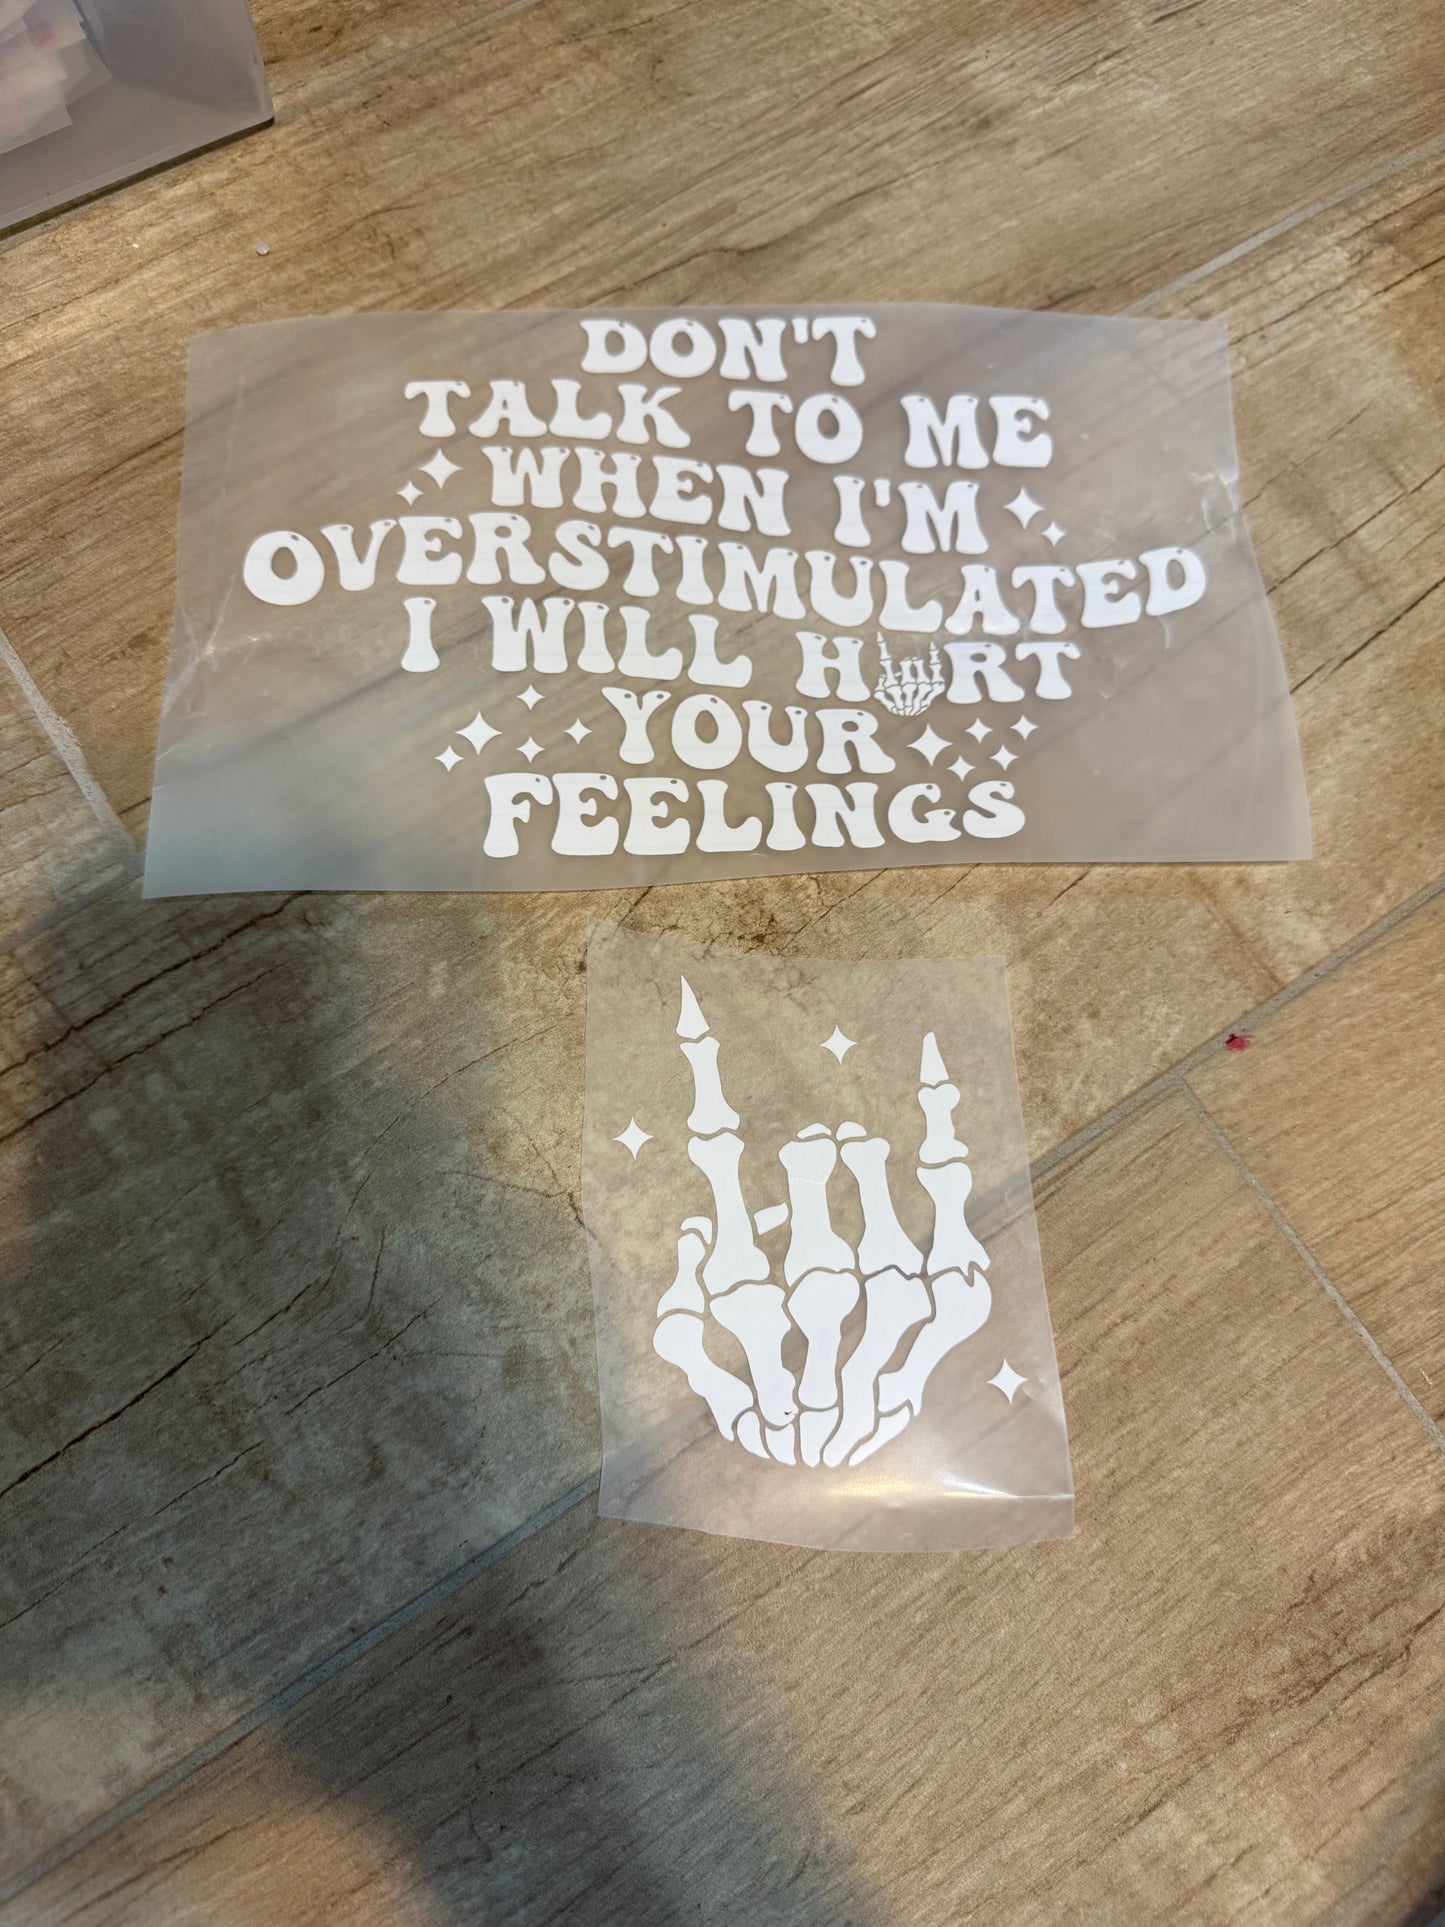 DON'T
TALK TO ME
WHEN I'M
OVERSTIMULATED
I WILL HURT
YOUR
FEELINGS